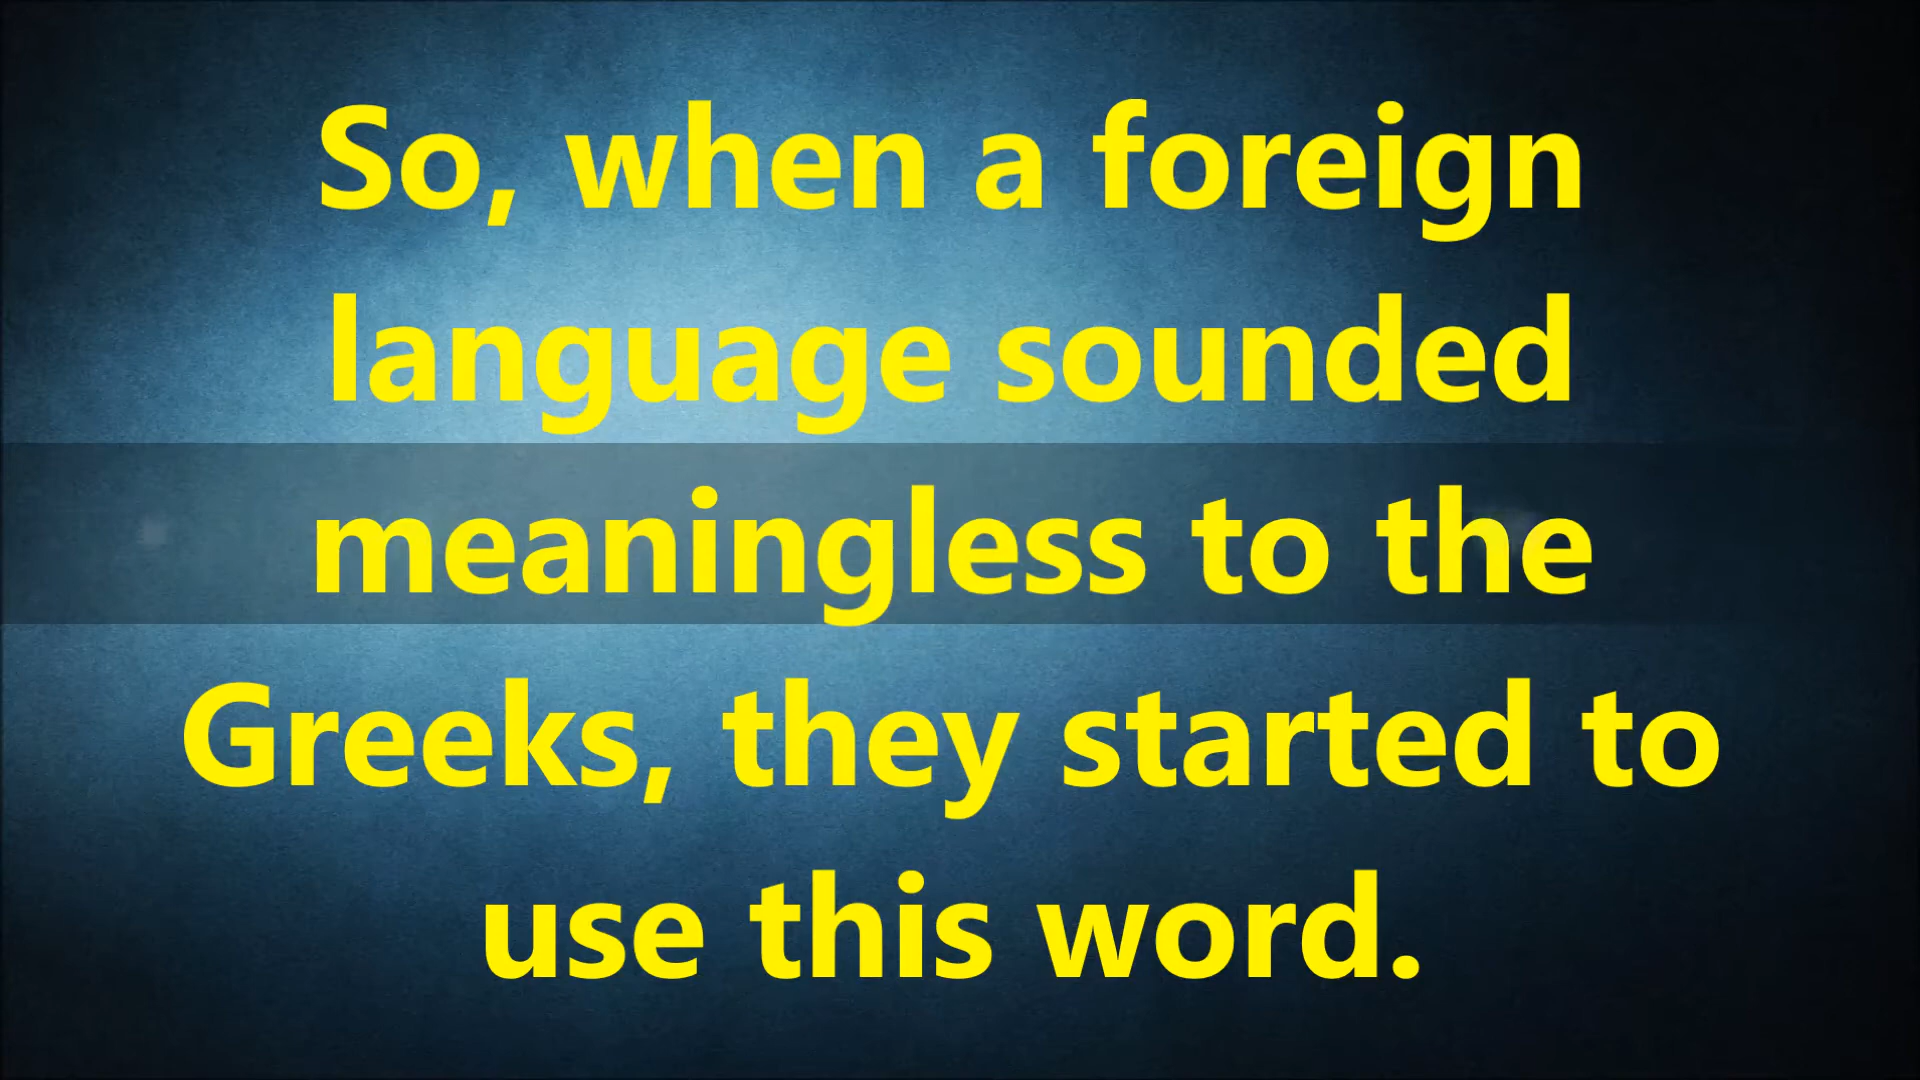 So, when a foreign
language sounded
meaningless to the
Greeks, they started to
use this word.